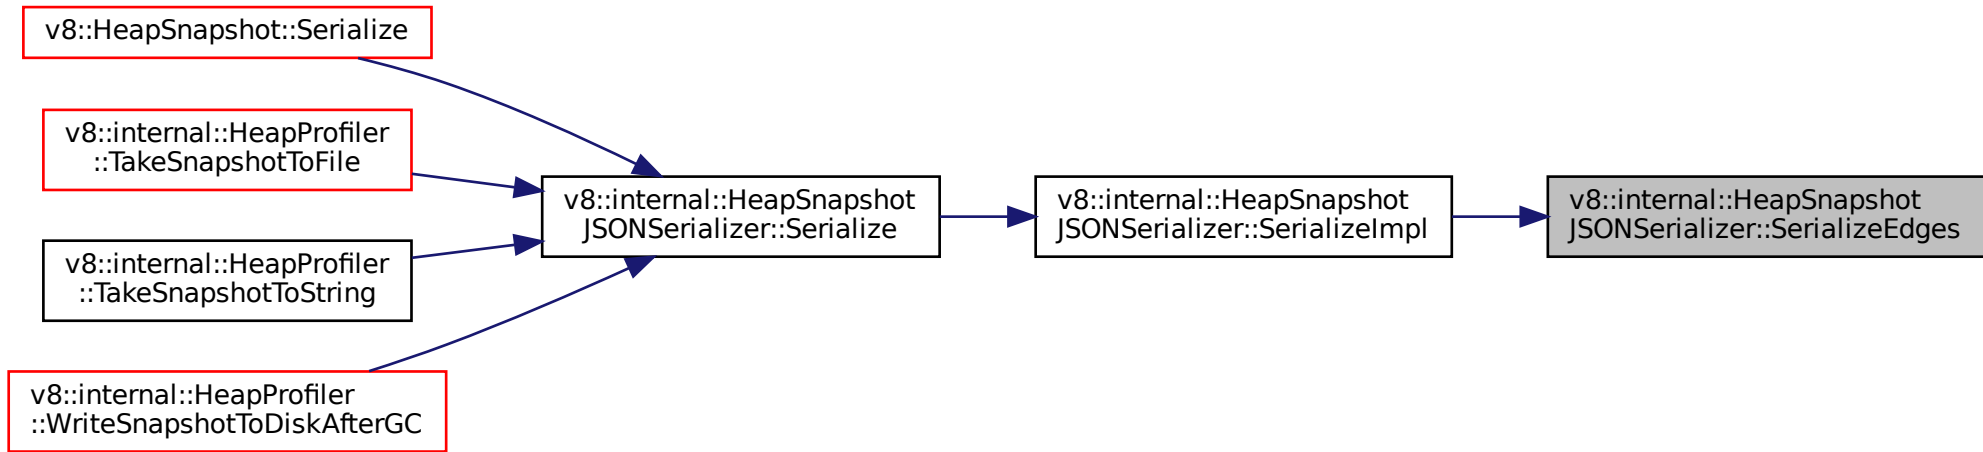 v8::HeapSnapshot::Serialize
v8::internal::HeapProfiler
::TakeSnapshotToFile
v8::internal::HeapProfiler
::TakeSnapshotToString
v8::internal::HeapProfiler
::WriteSnapshotToDiskAfterGC
v8::internal::HeapSnapshot
JSONSerializer::Serialize
v8::internal::HeapSnapshot
JSONSerializer::SerializeImpl
v8::internal::HeapSnapshot
JSONSerializer::SerializeEdges